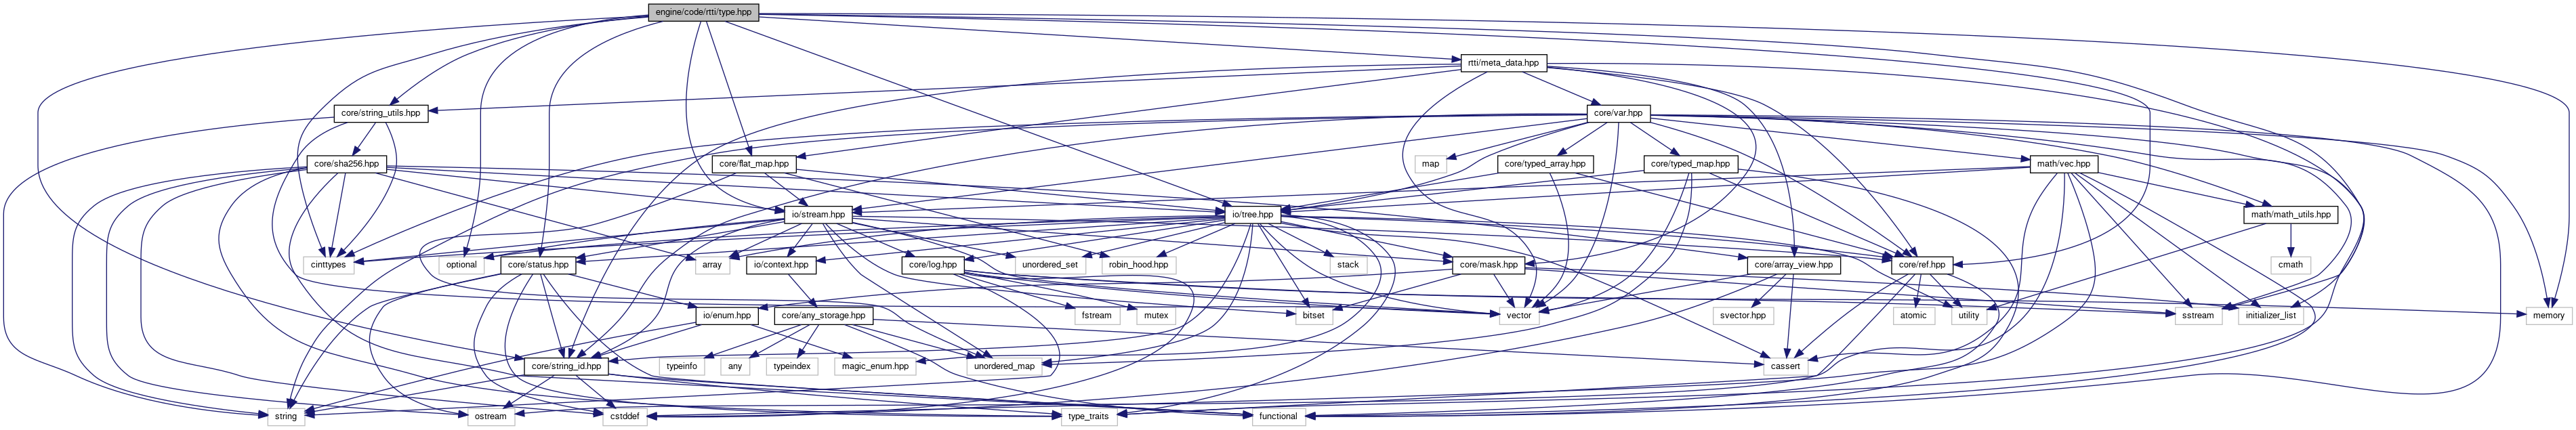 engine/code/rtti/type.hpp
rtti/meta_data.hpp
core/string_utils.hpp
core/var.hpp
core/sha256.hpp
core/flat_map.hpp
map
core/typed_array.hpp
core/typed_map.hpp
math/vec.hpp
io/stream.hpp
io/tree.hpp
math/math_utils.hpp
cinttypes
optional
core/status.hpp
array
io/context.hpp
core/log.hpp
unordered_set
robin_hood.hpp
stack
core/mask.hpp
core/array_view.hpp
core/ref.hpp
cmath
io/enum.hpp
core/any_storage.hpp
fstream
mutex
bitset
vector
svector.hpp
atomic
utility
sstream
initializer_list
memory
core/string_id.hpp
typeinfo
any
typeindex
magic_enum.hpp
unordered_map
cassert
string
ostream
cstddef
type_traits
functional